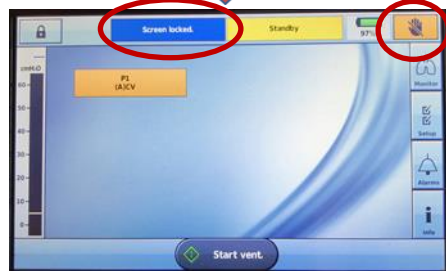 Screen locked.
Standby
97%
cmH2O
60
50
40
30
20
10
0
P1
(A)CV
Monitor
Setup
Alarms
Info
Start vent.